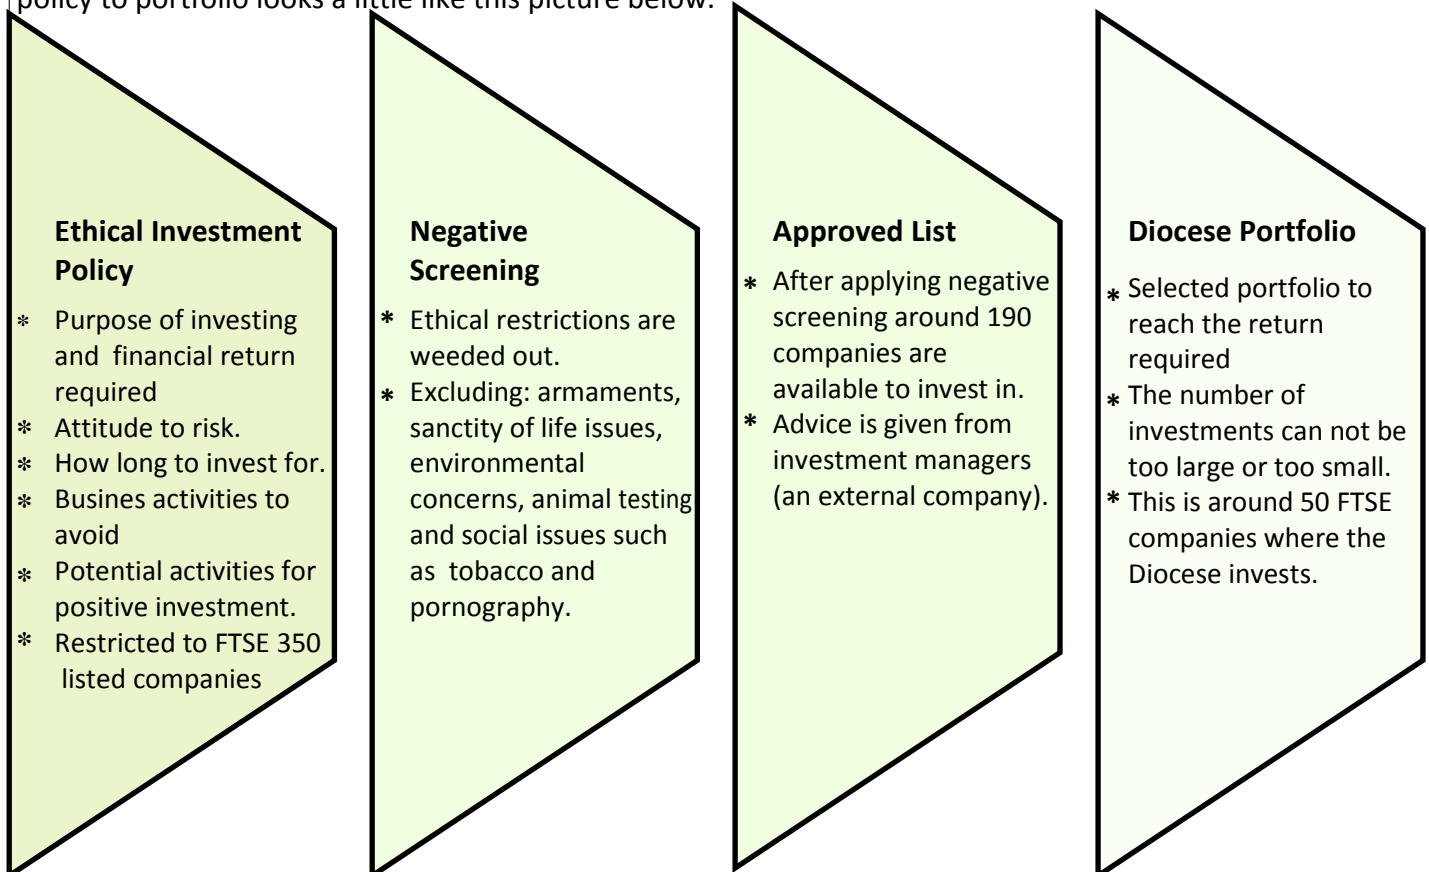 policy to portfolio looks a little like this picture below.
Ethical Investment
Policy
* Purpose of investing
and financial return
required
* Attitude to risk.
* How long to invest for.
* Busines activities to
avoid
* Potential activities for
positive investment.
* Restricted to FTSE 350
listed companies
Negative
Screening
* Ethical restrictions are
weeded out.
* Excluding: armaments,
sanctity of life issues,
environmental
concerns, animal testing
and social issues such
as tobacco and
pornography.
Approved List
* After applying negative
screening around 190
companies are
available to invest in.
* Advice is given from
investment managers
(an external company).
Diocese Portfolio
* Selected portfolio to
reach the return
required
* The number of
investments can not be
too large or too small.
* This is around 50 FTSE
companies where the
Diocese invests.